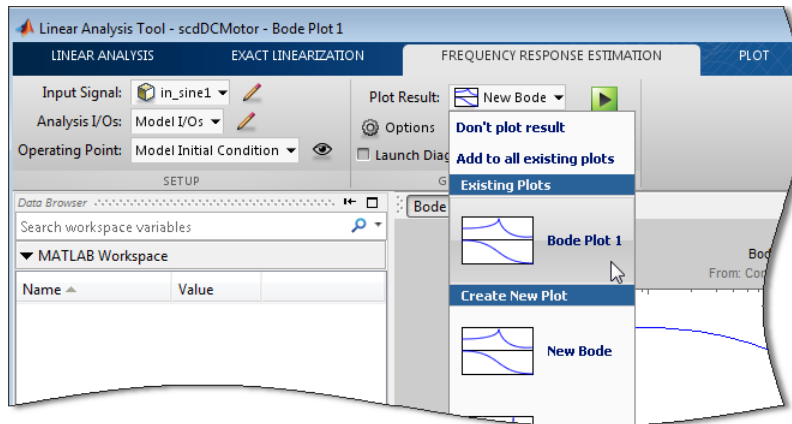 Linear Analysis Tool - scdDCMotor - Bode Plot 1
LINEAR ANALYSIS EXACT LINEARIZATION FREQUENCY RESPONSE ESTIMATION PLOT
Input Signal: in_sine1
Analysis I/Os: Model I/Os
Operating Point: Model Initial Condition
SETUP
Plot Result: New Bode
Options
Launch Diag
G
Don't plot result
Add to all existing plots
Existing Plots
Bode Plot 1
Create New Plot
New Bode
Data Browser
Search workspace variables
MATLAB Workspace
Name Value
Bode
Bod
From: Cor